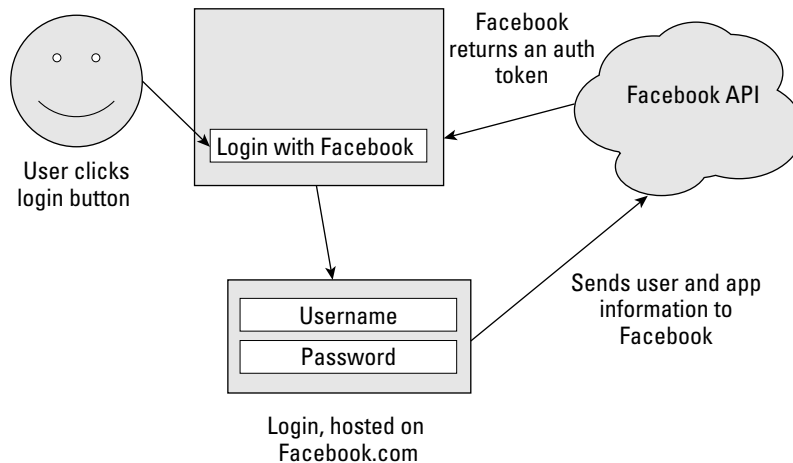 Facebook
returns an auth
token
Facebook API
Login with Facebook
User clicks
login button
Sends user and app
information to
Facebook
Username
Password
Login, hosted on
Facebook.com